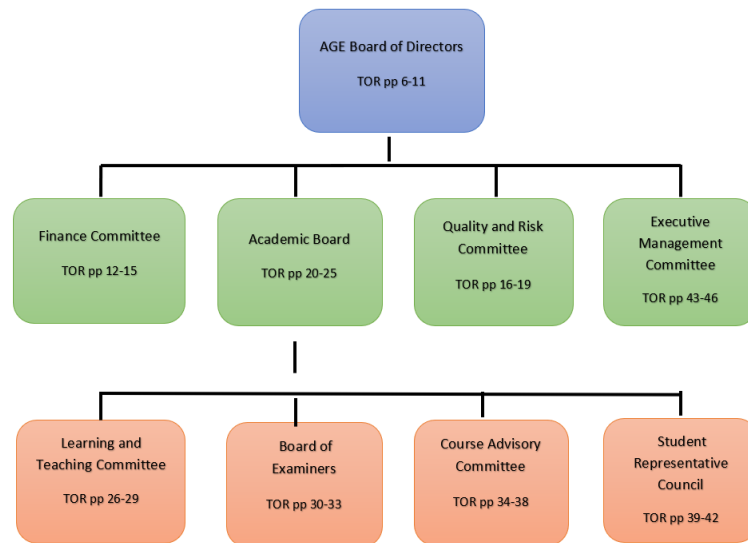 AGE Board of Directors
TOR pp 6-11
Finance Committee
TOR pp 12-15
Academic Board
TOR pp 20-25
Quality and Risk
Committee
TOR pp 16-19
Executive
Management
Committee
TOR pp 43-46
Learning and
Teaching Committee
TOR pp 26-29
Board of
Examiners
TOR pp 30-33
Course Advisory
Committee
TOR pp 34-38
Student
Representative
Council
TOR pp 39-42